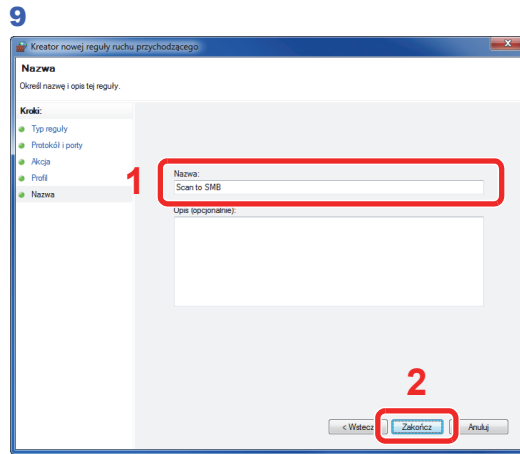 9
Kreator nowej reguły ruchu przychodzącego
Nazwa
Określ nazwę i opis tej reguły.
Kroki:
Typ reguły
Protokół i porty
Akcja
Profil
Nazwa
1
Nazwa:
Scan to SMB
Opis (opcjonalnie):
2
< Wstecz
Zakończ
Anuluj